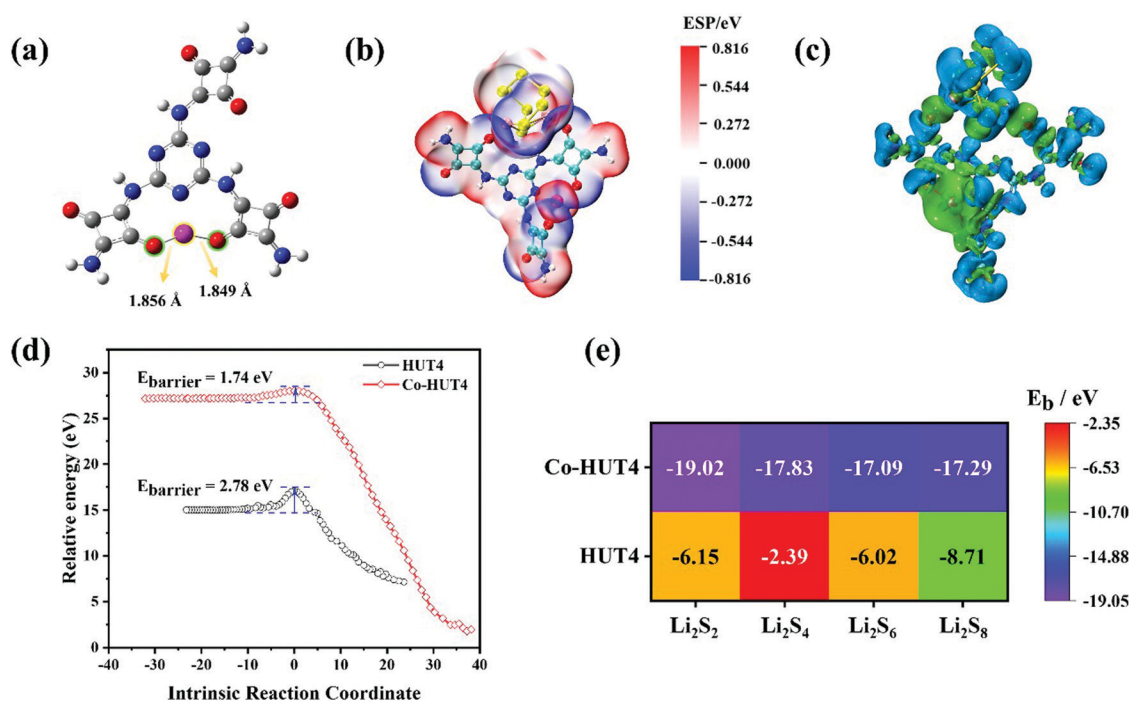 (a)
1.856 Å
1.849 Å
(b)
ESP/eV
0.816
0.544
0.272
0.000
-0.272
-0.544
-0.816
(c)
(d)
Relative energy (eV)
30
25
20
15
10
5
0
E_barrier = 1.74 eV
E_barrier = 2.78 eV
HUT4
Co-HUT4
-40 -30 -20 -10 0 10 20 30 40
Intrinsic Reaction Coordinate
(e)
Co-HUT4 -19.02 -17.83 -17.09 -17.29
HUT4 -6.15 -2.39 -6.02 -8.71
Li₂S₂ Li₂S₄ Li₂S₆ Li₂S₈
E_b / eV
-2.35
-6.53
-10.70
-14.88
-19.05